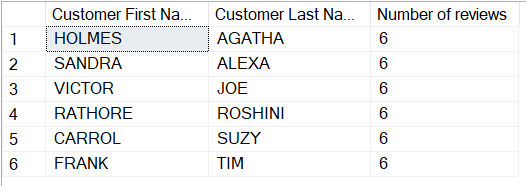 Customer First Na... Customer Last Na... Number of reviews
1 HOLMES AGATHA 6
2 SANDRA ALEXA 6
3 VICTOR JOE 6
4 RATHORE ROSHINI 6
5 CARROL SUZY 6
6 FRANK TIM 6